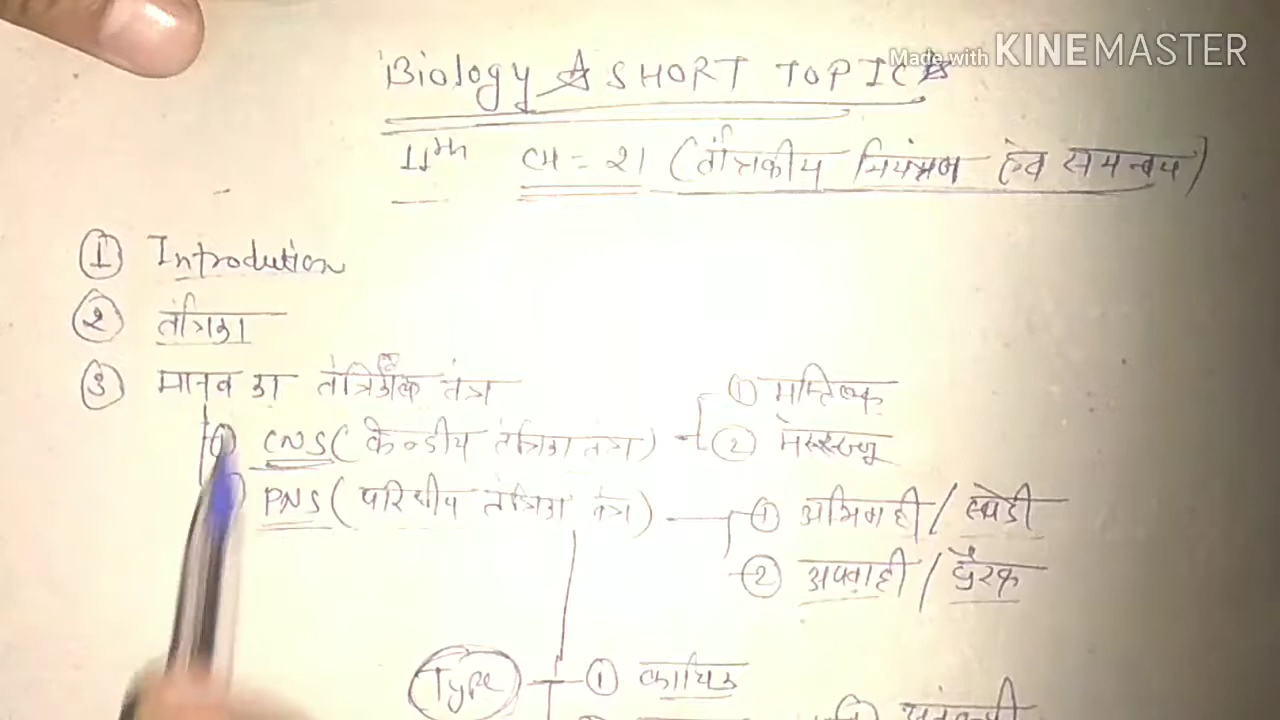 Made with KINEMASTER
Biology ☆ SHORT TOPIC
11th CH = 21 (तंत्रिकीय नियंत्रण एवं समन्वय)
① Introdution
② तंत्रिका
③ मानव का तंत्रिकीय तंत्र
① CNS (केन्द्रीय तंत्रिका तंत्र) ① मस्तिष्क
② मेरुरज्जू
PNS (परिधीय तंत्रिका तंत्र) ① अभिवाही / संवेदी
② अपवाही / प्रेरक
Type ① कायिक